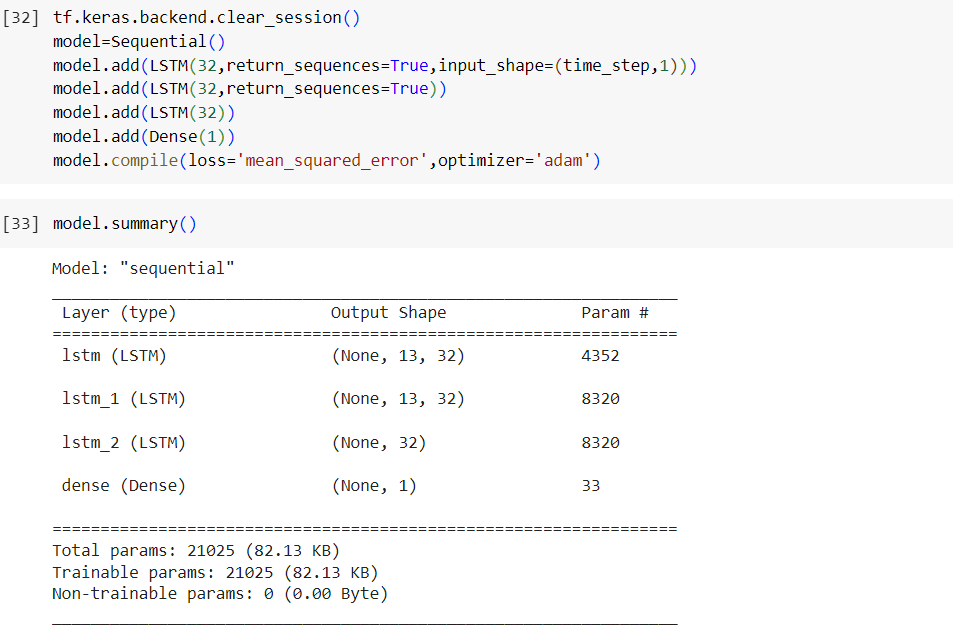 [32] tf.keras.backend.clear_session()
model=Sequential()
model.add(LSTM(32,return_sequences=True,input_shape=(time_step,1)))
model.add(LSTM(32,return_sequences=True))
model.add(LSTM(32))
model.add(Dense(1))
model.compile(loss='mean_squared_error',optimizer='adam')
[33] model.summary()
Model: "sequential"
_________________________________________________________________
Layer (type) Output Shape Param #
=================================================================
lstm (LSTM) (None, 13, 32) 4352
lstm_1 (LSTM) (None, 13, 32) 8320
lstm_2 (LSTM) (None, 32) 8320
dense (Dense) (None, 1) 33
=================================================================
Total params: 21025 (82.13 KB)
Trainable params: 21025 (82.13 KB)
Non-trainable params: 0 (0.00 Byte)
_________________________________________________________________